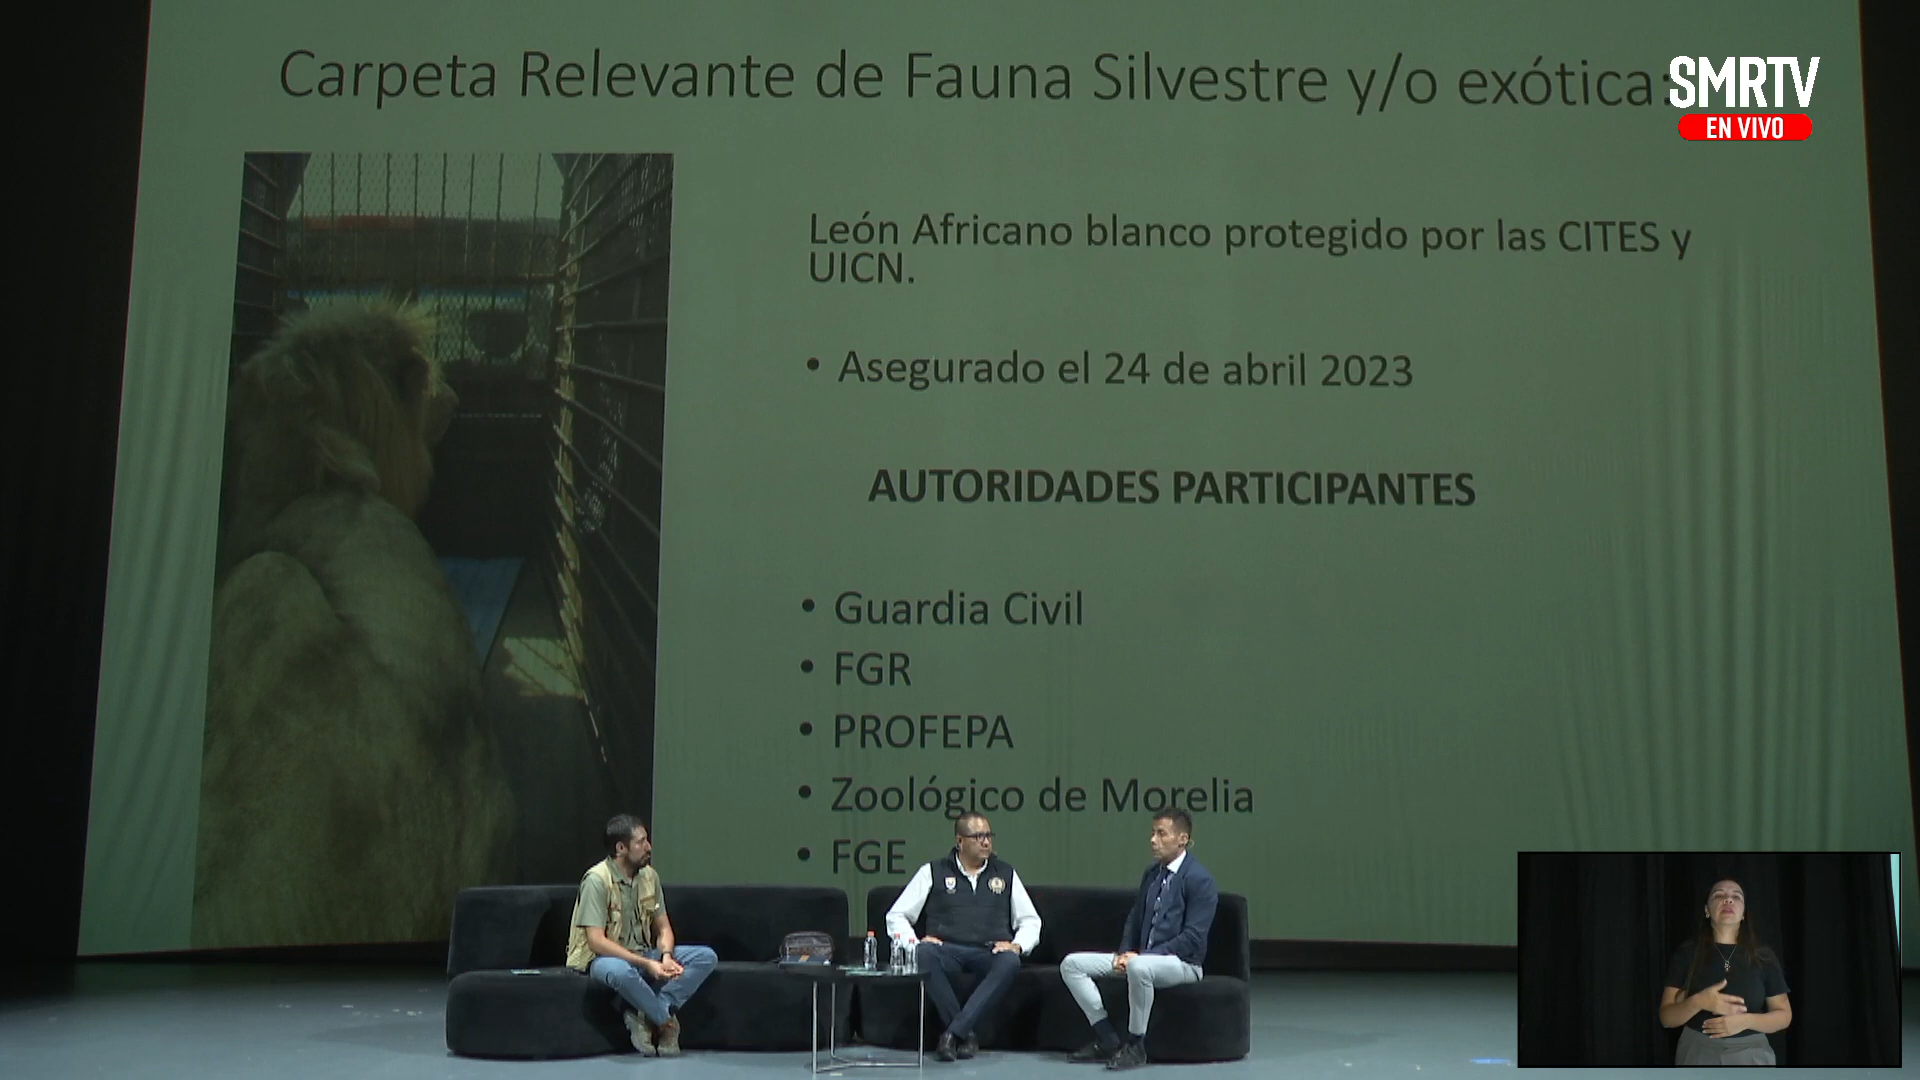 Carpeta Relevante de Fauna Silvestre y/o exótica:
SMRTV
EN VIVO
León Africano blanco protegido por las CITES y
UICN.
• Asegurado el 24 de abril 2023
AUTORIDADES PARTICIPANTES
• Guardia Civil
• FGR
• PROFEPA
• Zoológico de Morelia
• FGE